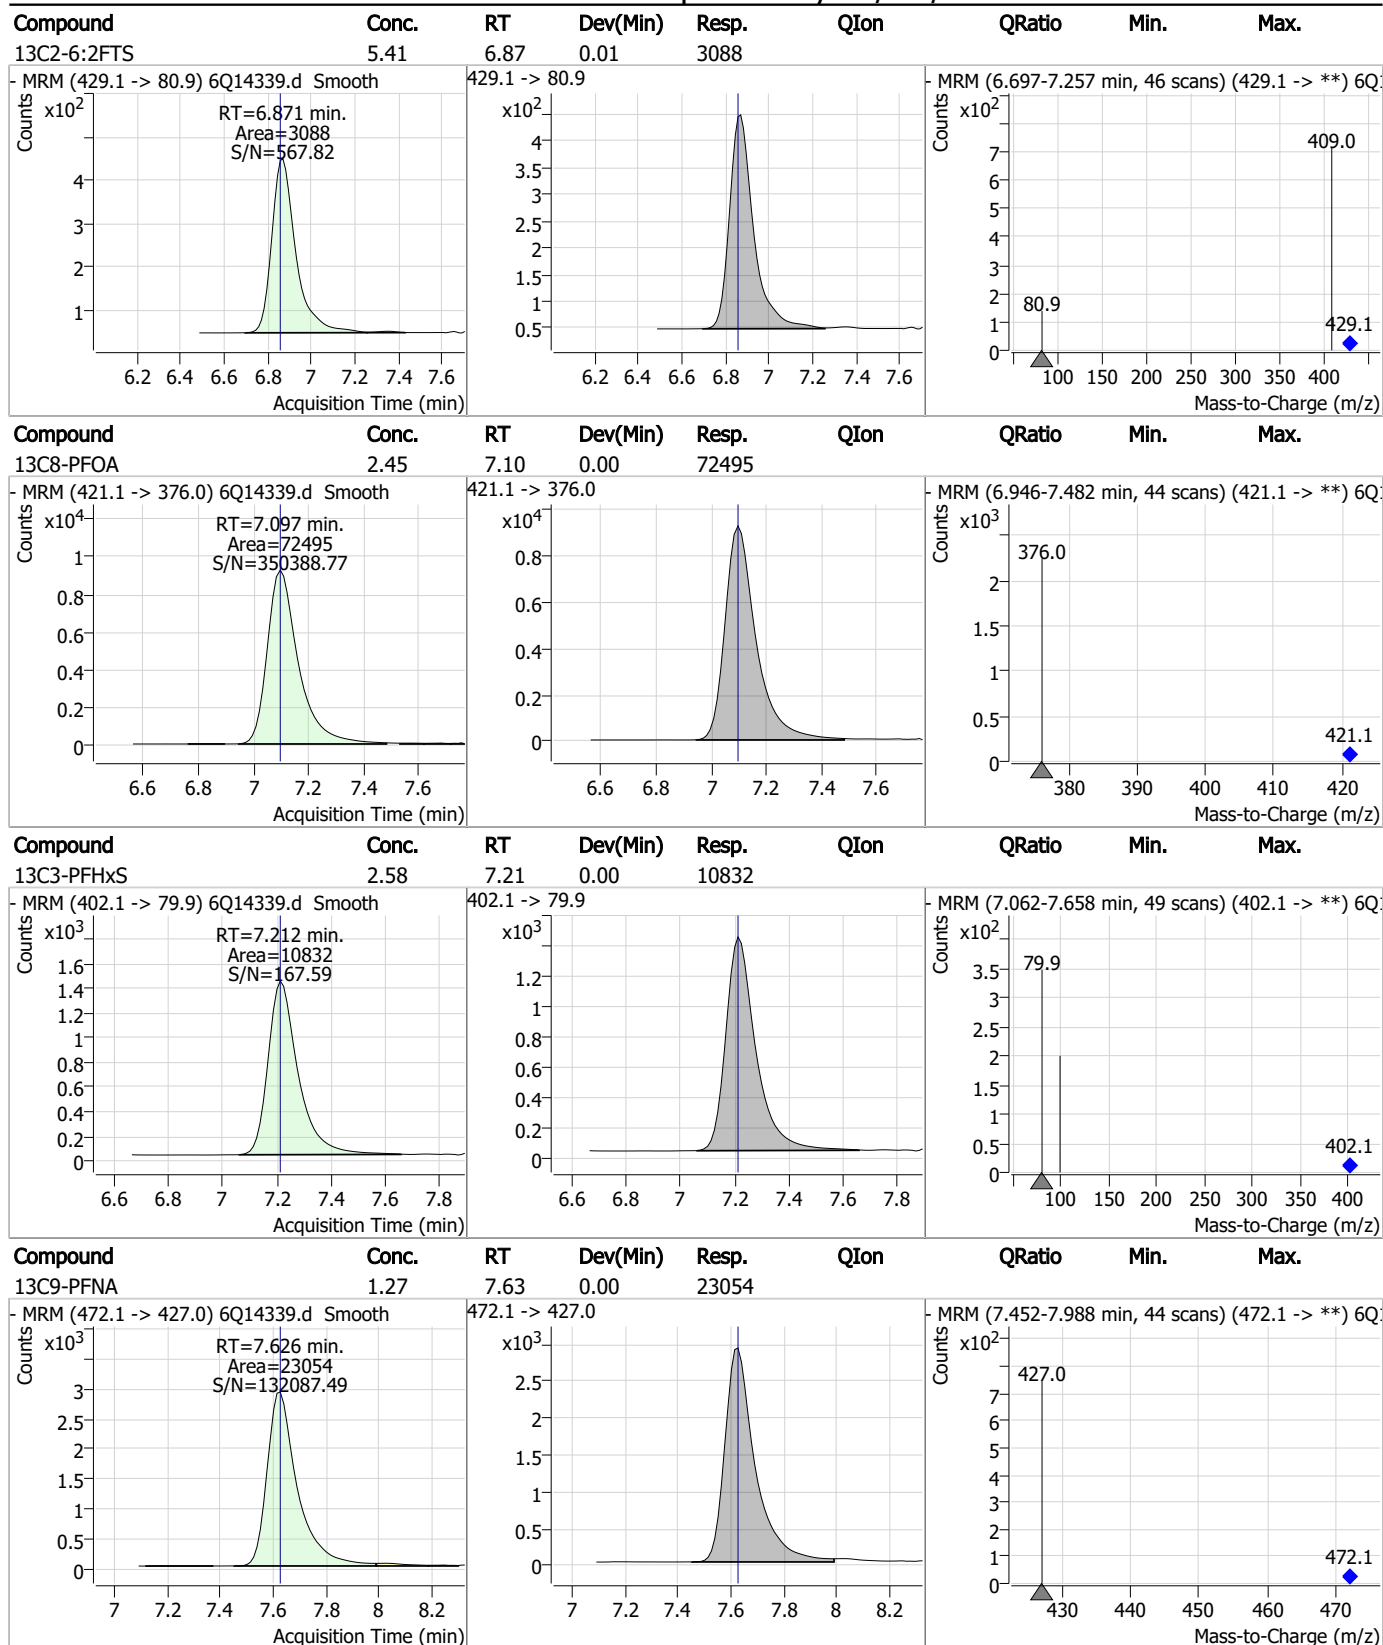 Compound Conc. RT Dev(Min) Resp. QIon QRatio Min. Max.
13C2-6:2FTS 5.41 6.87 0.01 3088
- MRM (429.1 -> 80.9) 6Q14339.d Smooth
Counts
x10²
RT=6.871 min.
Area=3088
S/N=567.82
4
3
2
1
6.2 6.4 6.6 6.8 7 7.2 7.4 7.6
Acquisition Time (min)
429.1 -> 80.9
x10²
4
3.5
3
2.5
2
1.5
1
0.5
6.2 6.4 6.6 6.8 7 7.2 7.4 7.6
- MRM (6.697-7.257 min, 46 scans) (429.1 -> **) 6Q
Counts
x10²
409.0
7
6
5
4
3
2
80.9
1
429.1
0
100 150 200 250 300 350 400
Mass-to-Charge (m/z)
Compound Conc. RT Dev(Min) Resp. QIon QRatio Min. Max.
13C8-PFOA 2.45 7.10 0.00 72495
- MRM (421.1 -> 376.0) 6Q14339.d Smooth
Counts
x10⁴
RT=7.097 min.
Area=72495
S/N=350388.77
1
0.8
0.6
0.4
0.2
0
6.6 6.8 7 7.2 7.4 7.6
Acquisition Time (min)
421.1 -> 376.0
x10⁴
0.8
0.6
0.4
0.2
0
6.6 6.8 7 7.2 7.4 7.6
- MRM (6.946-7.482 min, 44 scans) (421.1 -> **) 6Q
Counts
x10³
376.0
2
1.5
1
0.5
421.1
0
380 390 400 410 420
Mass-to-Charge (m/z)
Compound Conc. RT Dev(Min) Resp. QIon QRatio Min. Max.
13C3-PFHxS 2.58 7.21 0.00 10832
- MRM (402.1 -> 79.9) 6Q14339.d Smooth
Counts
x10³
RT=7.212 min.
Area=10832
S/N=167.59
1.6
1.4
1.2
1
0.8
0.6
0.4
0.2
0
6.6 6.8 7 7.2 7.4 7.6 7.8
Acquisition Time (min)
402.1 -> 79.9
x10³
1.2
1
0.8
0.6
0.4
0.2
0
6.6 6.8 7 7.2 7.4 7.6 7.8
- MRM (7.062-7.658 min, 49 scans) (402.1 -> **) 6Q
Counts
x10²
79.9
3.5
3
2.5
2
1.5
1
0.5
402.1
0
100 150 200 250 300 350 400
Mass-to-Charge (m/z)
Compound Conc. RT Dev(Min) Resp. QIon QRatio Min. Max.
13C9-PFNA 1.27 7.63 0.00 23054
- MRM (472.1 -> 427.0) 6Q14339.d Smooth
Counts
x10³
RT=7.626 min.
Area=23054
S/N=132087.49
3
2.5
2
1.5
1
0.5
0
7 7.2 7.4 7.6 7.8 8 8.2
Acquisition Time (min)
472.1 -> 427.0
x10³
2.5
2
1.5
1
0.5
0
7 7.2 7.4 7.6 7.8 8 8.2
- MRM (7.452-7.988 min, 44 scans) (472.1 -> **) 6Q
Counts
x10²
427.0
7
6
5
4
3
2
1
472.1
0
430 440 450 460 470
Mass-to-Charge (m/z)